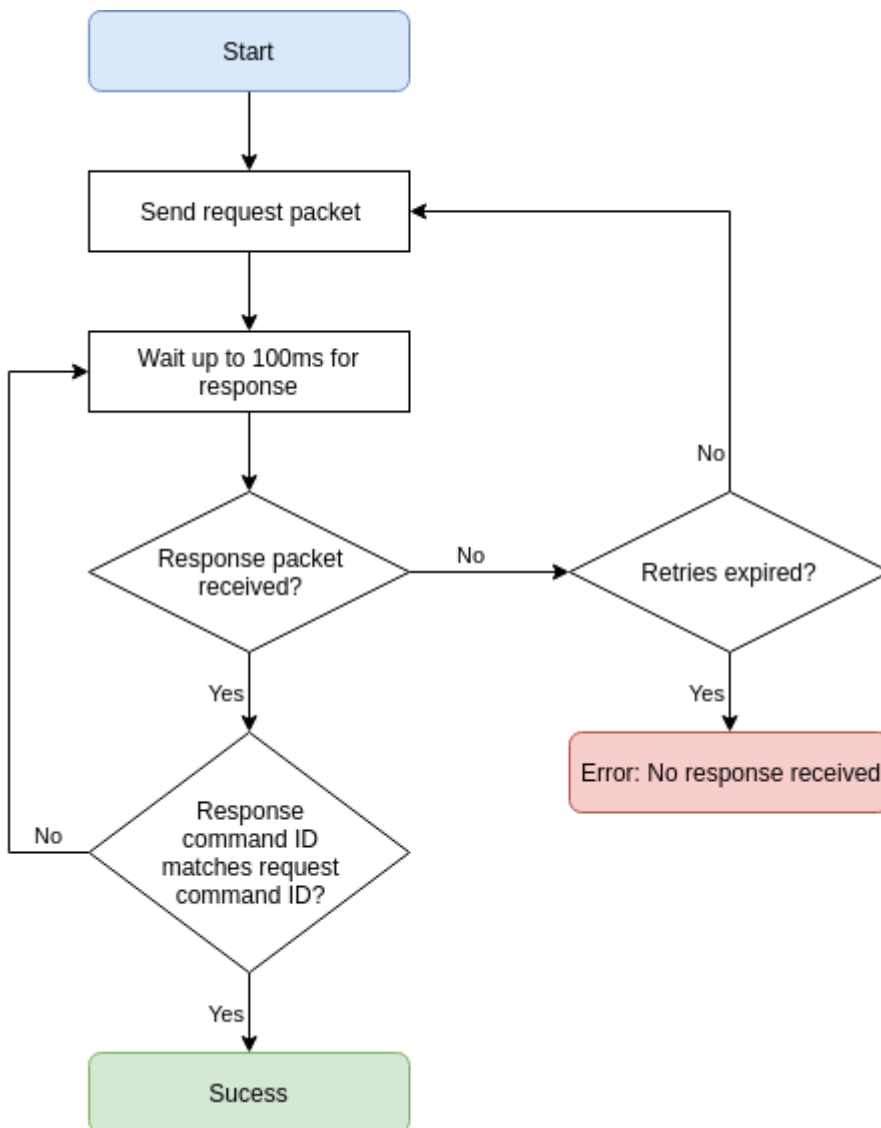 Start
Send request packet
Wait up to 100ms for
response
No
Response packet
received?
No
Retries expired?
Yes
Yes
Error: No response received
Response
command ID
matches request
command ID?
No
Yes
Sucess